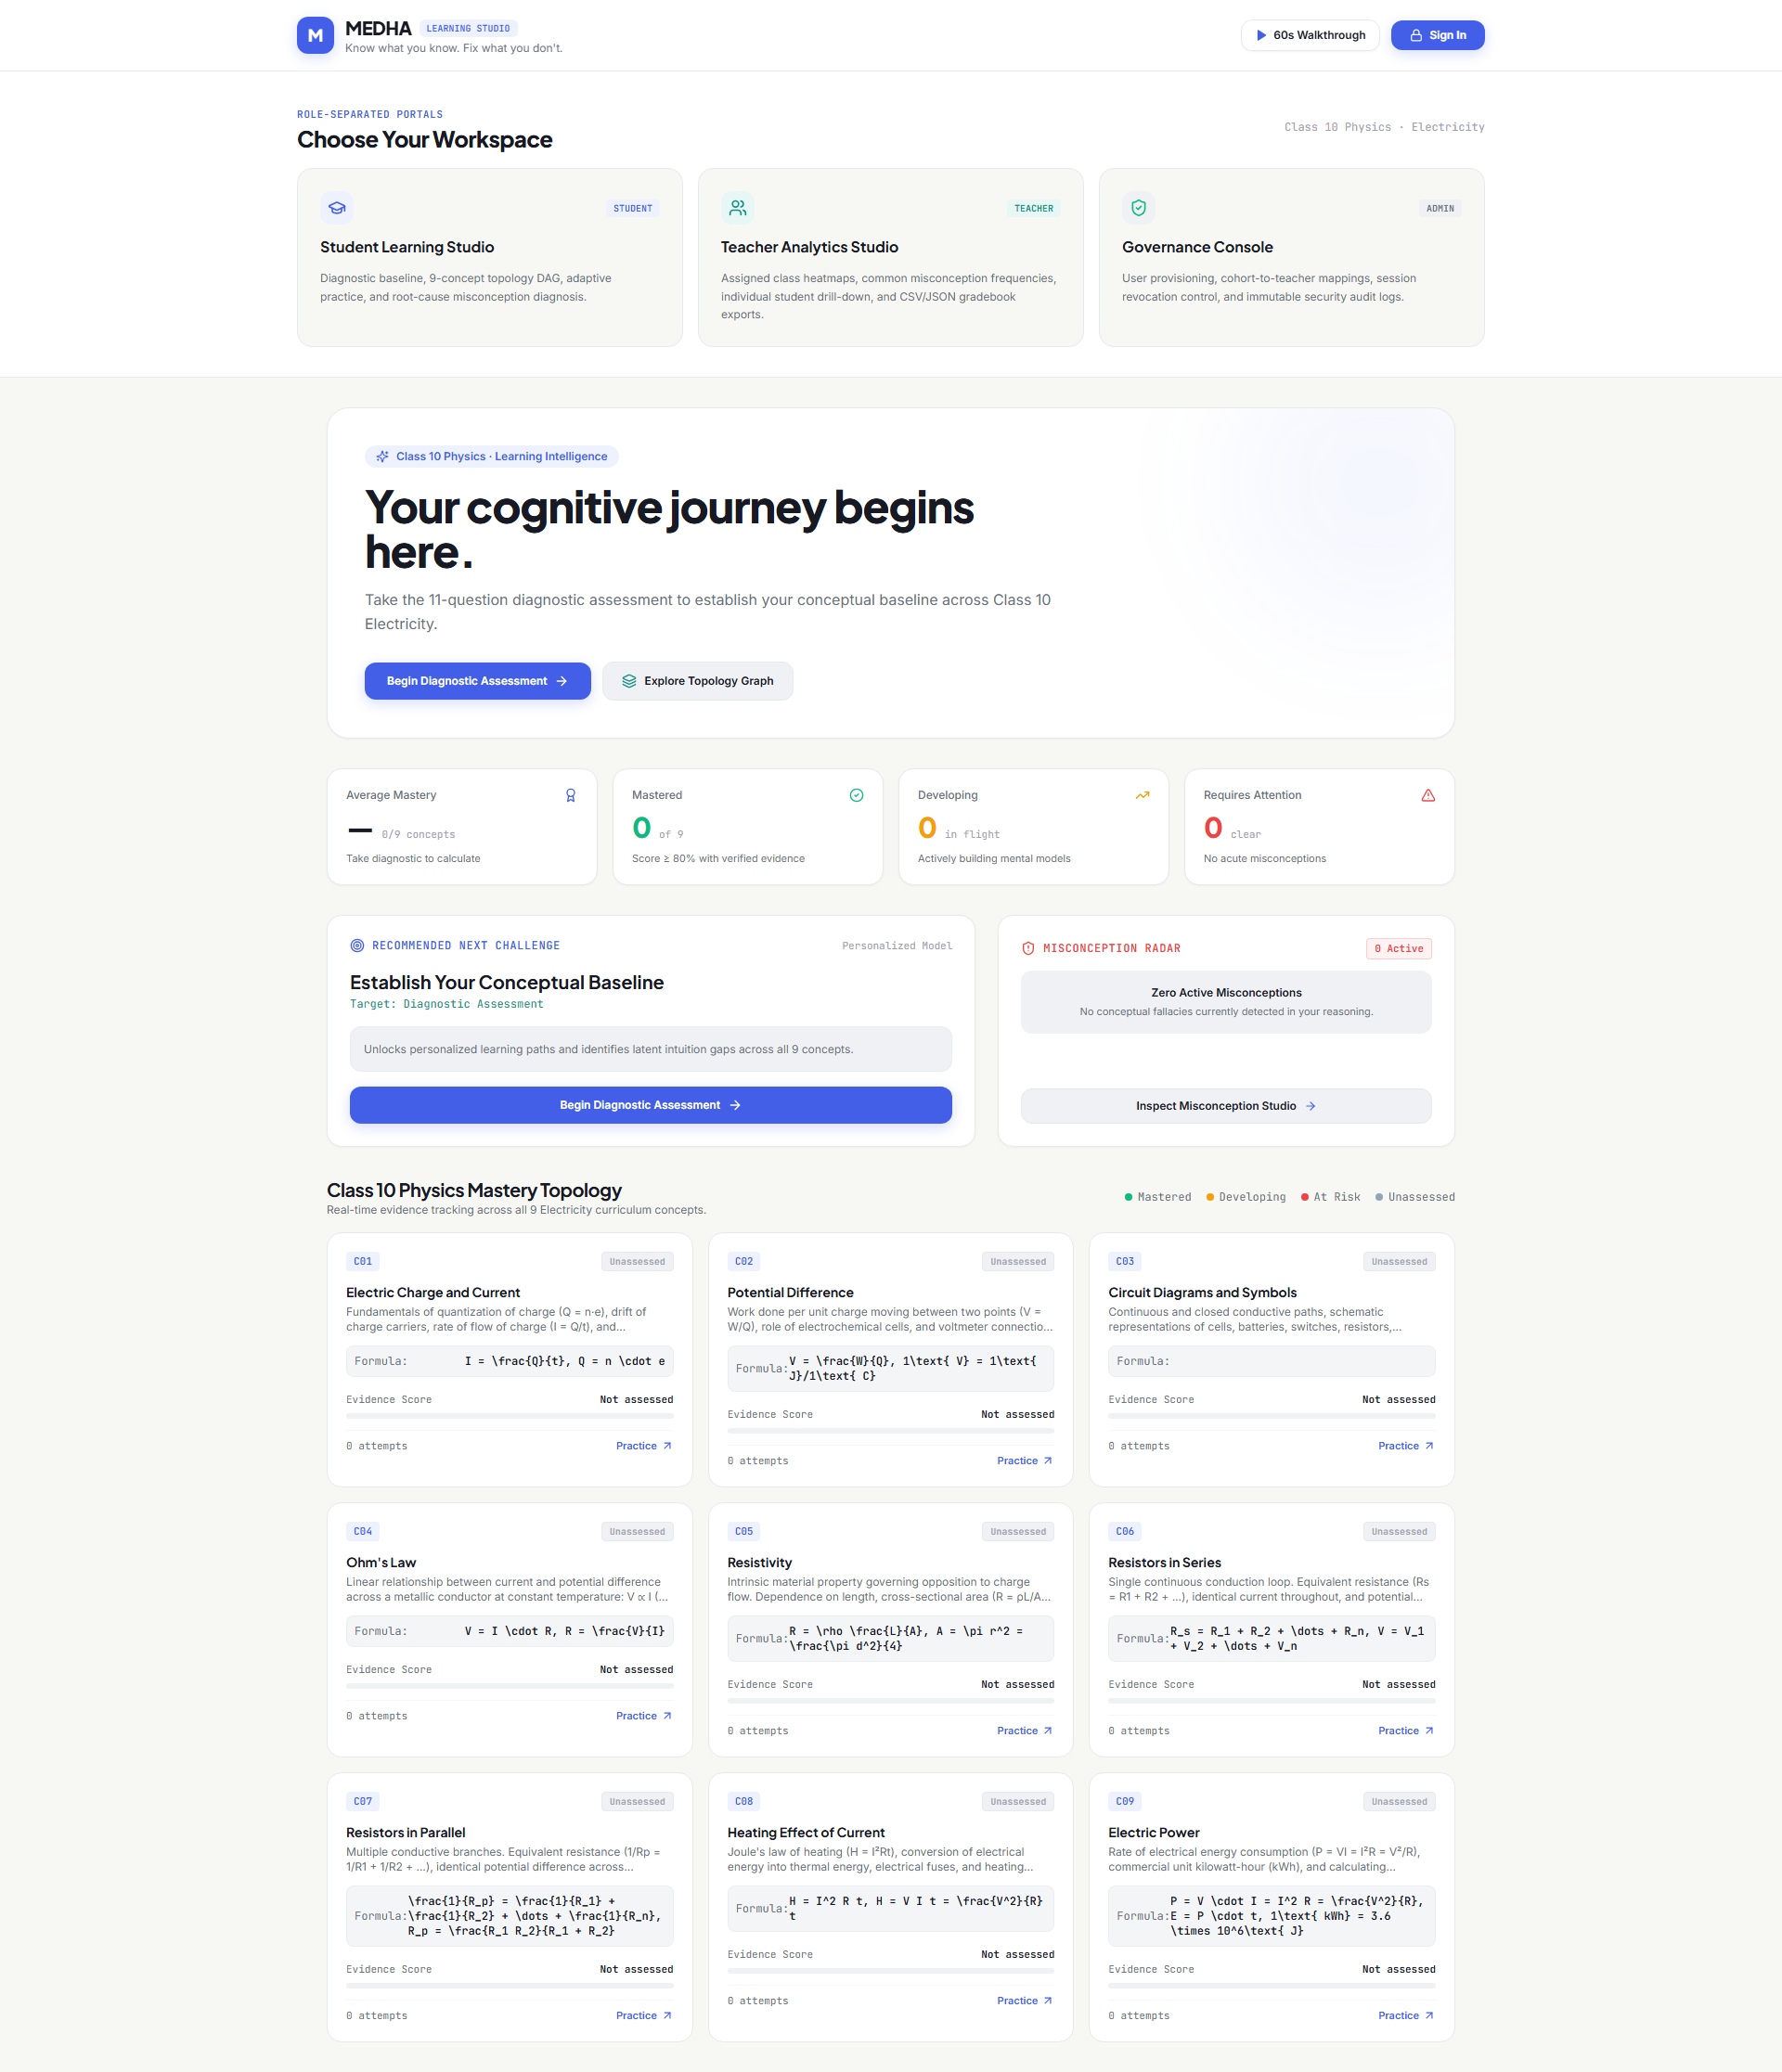 M
MEDHA LEARNING STUDIO
Know what you know. Fix what you don't.
60s Walkthrough
Sign In
ROLE-SEPARATED PORTALS
Choose Your Workspace
Class 10 Physics · Electricity
STUDENT
Student Learning Studio
Diagnostic baseline, 9-concept topology DAG, adaptive
practice, and root-cause misconception diagnosis.
TEACHER
Teacher Analytics Studio
Assigned class heatmaps, common misconception frequencies,
individual student drill-down, and CSV/JSON gradebook
exports.
ADMIN
Governance Console
User provisioning, cohort-to-teacher mappings, session
revocation control, and immutable security audit logs.
Class 10 Physics · Learning Intelligence
Your cognitive journey begins
here.
Take the 11-question diagnostic assessment to establish your conceptual baseline across Class 10
Electricity.
Begin Diagnostic Assessment
Explore Topology Graph
Average Mastery
— 0/9 concepts
Take diagnostic to calculate
Mastered
0 of 9
Score ≥ 80% with verified evidence
Developing
0 in flight
Actively building mental models
Requires Attention
0 clear
No acute misconceptions
RECOMMENDED NEXT CHALLENGE
Personalized Model
Establish Your Conceptual Baseline
Target: Diagnostic Assessment
Unlocks personalized learning paths and identifies latent intuition gaps across all 9 concepts.
Begin Diagnostic Assessment
MISCONCEPTION RADAR
0 Active
Zero Active Misconceptions
No conceptual fallacies currently detected in your reasoning.
Inspect Misconception Studio
Class 10 Physics Mastery Topology
Real-time evidence tracking across all 9 Electricity curriculum concepts.
Mastered Developing At Risk Unassessed
C01 Unassessed
Electric Charge and Current
Fundamentals of quantization of charge (Q = n·e), drift of
charge carriers, rate of flow of charge (I = Q/t), and...
Formula: I = \frac{Q}{t}, Q = n \cdot e
Evidence Score Not assessed
0 attempts Practice
C02 Unassessed
Potential Difference
Work done per unit charge moving between two points (V =
W/Q), role of electrochemical cells, and voltmeter connectio...
Formula: V = \frac{W}{Q}, 1\text{ V} = 1\text{
J}/1\text{ C}
Evidence Score Not assessed
0 attempts Practice
C03 Unassessed
Circuit Diagrams and Symbols
Continuous and closed conductive paths, schematic
representations of cells, batteries, switches, resistors,...
Formula:
Evidence Score Not assessed
0 attempts Practice
C04 Unassessed
Ohm's Law
Linear relationship between current and potential difference
across a metallic conductor at constant temperature: V ∝ I (...
Formula: V = I \cdot R, R = \frac{V}{I}
Evidence Score Not assessed
0 attempts Practice
C05 Unassessed
Resistivity
Intrinsic material property governing opposition to charge
flow. Dependence on length, cross-sectional area (R = ρL/A...
Formula: R = \rho \frac{L}{A}, A = \pi r^2 =
\frac{\pi d^2}{4}
Evidence Score Not assessed
0 attempts Practice
C06 Unassessed
Resistors in Series
Single continuous conduction loop. Equivalent resistance (Rs
= R1 + R2 + ...), identical current throughout, and potential...
Formula: R_s = R_1 + R_2 + \dots + R_n, V = V_1
+ V_2 + \dots + V_n
Evidence Score Not assessed
0 attempts Practice
C07 Unassessed
Resistors in Parallel
Multiple conductive branches. Equivalent resistance (1/Rp =
1/R1 + 1/R2 + ...), identical potential difference across...
Formula: \frac{1}{R_p} = \frac{1}{R_1} +
\frac{1}{R_2} + \dots + \frac{1}{R_n},
R_p = \frac{R_1 R_2}{R_1 + R_2}
Evidence Score Not assessed
0 attempts Practice
C08 Unassessed
Heating Effect of Current
Joule's law of heating (H = I²Rt), conversion of electrical
energy into thermal energy, electrical fuses, and heating...
Formula: H = I^2 R t, H = V I t = \frac{V^2}{R}
t
Evidence Score Not assessed
0 attempts Practice
C09 Unassessed
Electric Power
Rate of electrical energy consumption (P = VI = I²R = V²/R),
commercial unit kilowatt-hour (kWh), and calculating...
Formula: P = V \cdot I = I^2 R = \frac{V^2}{R},
E = P \cdot t, 1\text{ kWh} = 3.6
\times 10^6\text{ J}
Evidence Score Not assessed
0 attempts Practice